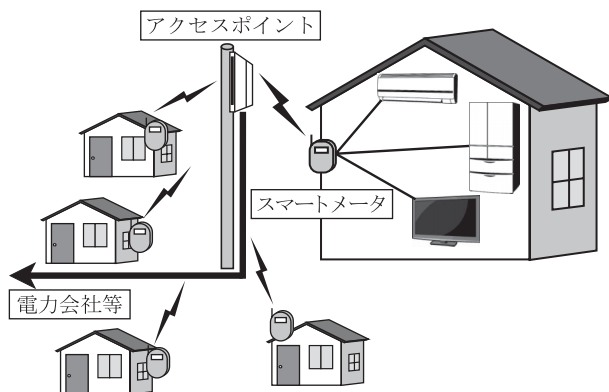 アクセスポイント
スマートメータ
電力会社等